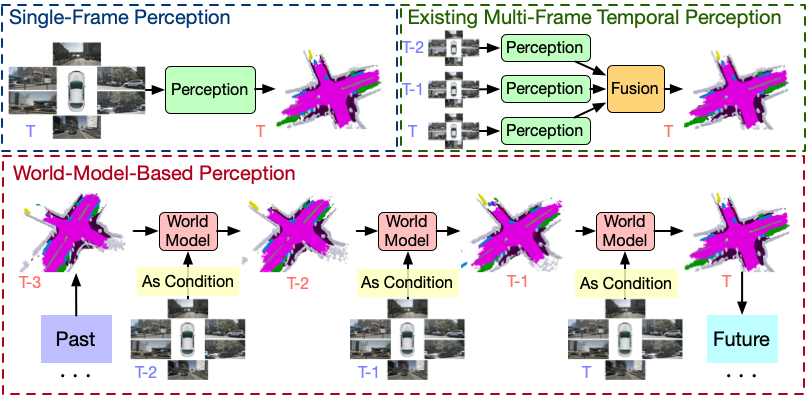 Single-Frame Perception
Perception
T
T
Existing Multi-Frame Temporal Perception
T-2
Perception
T-1
Perception
Fusion
T
Perception
T
World-Model-Based Perception
World
Model
World
Model
World
Model
T-3
As Condition
T-2
As Condition
T-1
As Condition
T
Past
Future
T-2
T-1
T
. . .
. . .